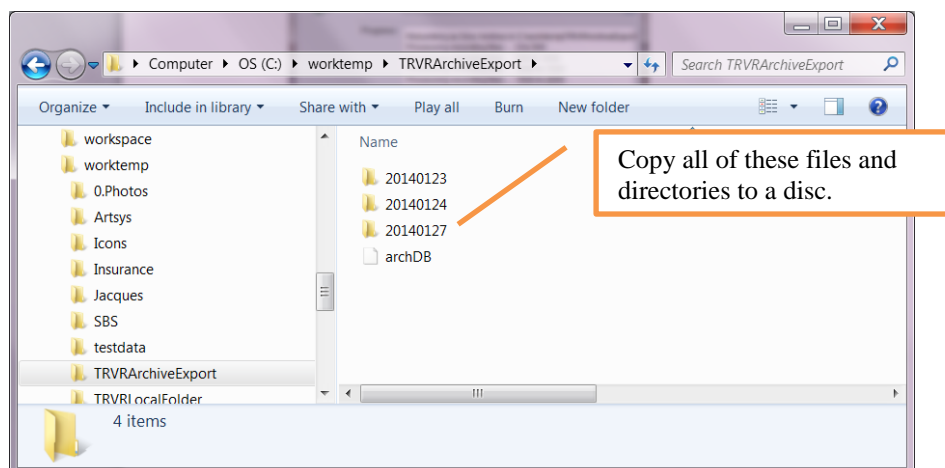 Computer OS (C:) worktemp TRVRArchiveExport Search TRVRArchiveExport
Organize Include in library Share with Play all Burn New folder
workspace
worktemp
0.Photos
Artsys
Icons
Insurance
Jacques
SBS
testdata
TRVRArchiveExport
TRVRLocalFolder
Name
20140123
20140124
20140127
archDB
Copy all of these files and
directories to a disc.
4 items